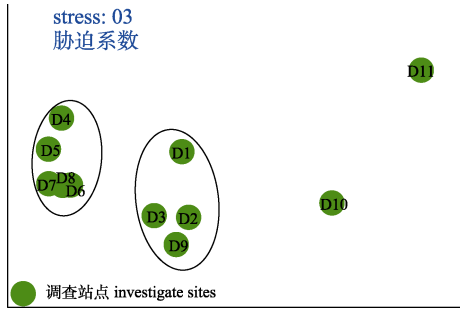 stress: 03
胁迫系数
D11
D4
D5
D1
D8
D7
D6
D10
D3
D2
D9
调查站点 investigate sites